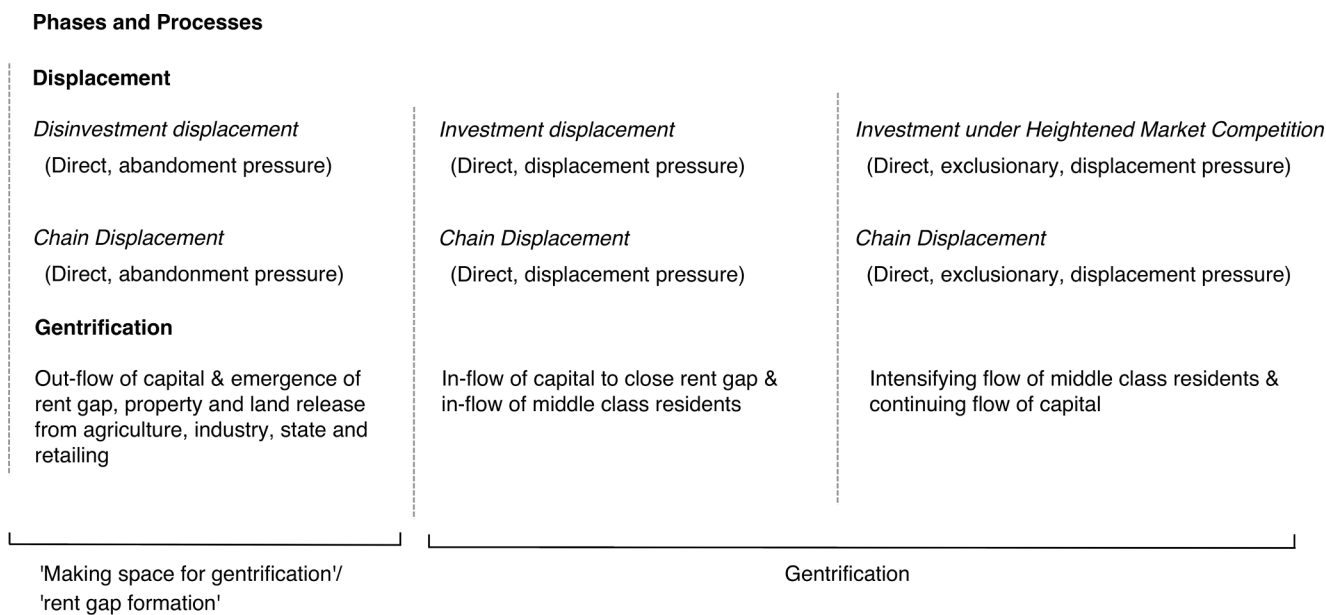 Phases and Processes
Displacement
Disinvestment displacement
(Direct, abandoment pressure)
Chain Displacement
(Direct, abandonment pressure)
Gentrification
Out-flow of capital & emergence of
rent gap, property and land release
from agriculture, industry, state and
retailing
Investment displacement
(Direct, displacement pressure)
Chain Displacement
(Direct, displacement pressure)
In-flow of capital to close rent gap &
in-flow of middle class residents
Investment under Heightened Market Competition
(Direct, exclusionary, displacement pressure)
Chain Displacement
(Direct, exclusionary, displacement pressure)
Intensifying flow of middle class residents &
continuing flow of capital
'Making space for gentrification'/
'rent gap formation'
Gentrification